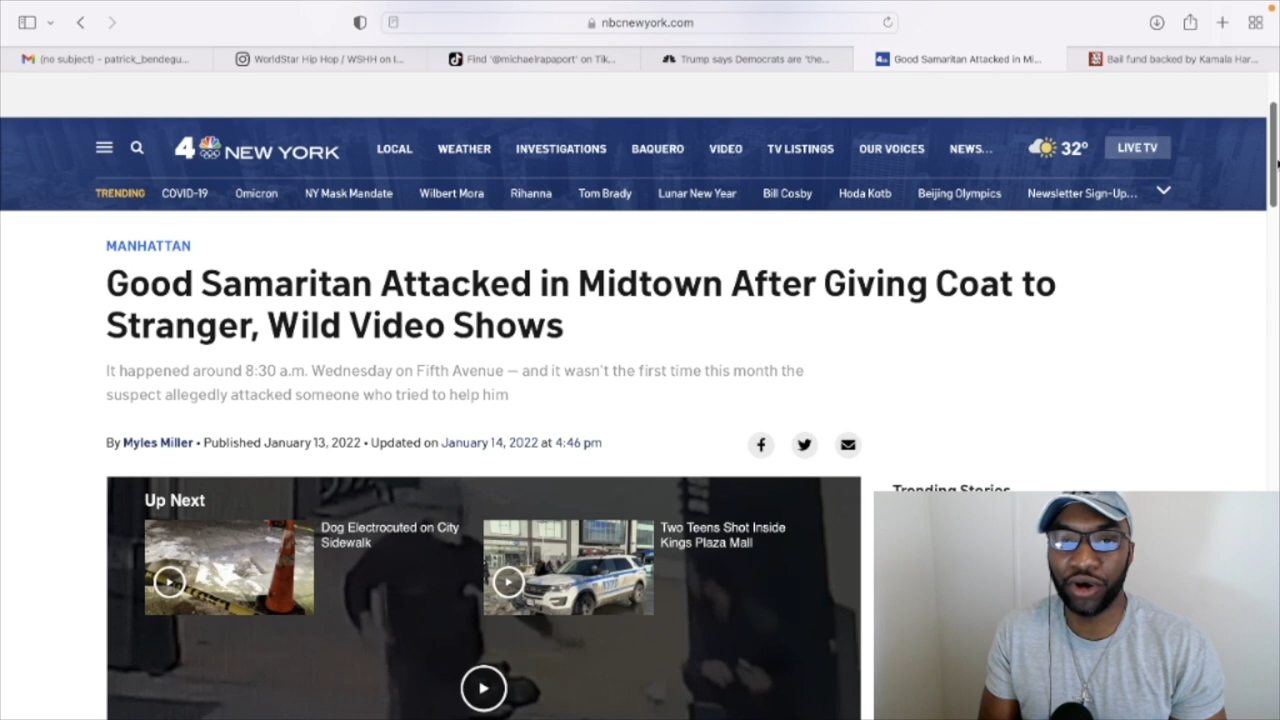 nbcnewyork.com
(no subject) - patrick_bendegu...
WorldStar Hip Hop / WSHH on I...
Find '@michaelrapaport' on Tik...
Trump says Democrats are 'the...
Good Samaritan Attacked in Mi...
Bail fund backed by Kamala Har...
4 NEW YORK
LOCAL WEATHER INVESTIGATIONS BAQUERO VIDEO TV LISTINGS OUR VOICES NEWS... 32° LIVE TV
TRENDING COVID-19 Omicron NY Mask Mandate Wilbert Mora Rihanna Tom Brady Lunar New Year Bill Cosby Hoda Kotb Beijing Olympics Newsletter Sign-Up...
MANHATTAN
Good Samaritan Attacked in Midtown After Giving Coat to
Stranger, Wild Video Shows
It happened around 8:30 a.m. Wednesday on Fifth Avenue — and it wasn't the first time this month the
suspect allegedly attacked someone who tried to help him
By Myles Miller • Published January 13, 2022 • Updated on January 14, 2022 at 4:46 pm
Trending Stories
Up Next
Dog Electrocuted on City
Sidewalk
Two Teens Shot Inside
Kings Plaza Mall